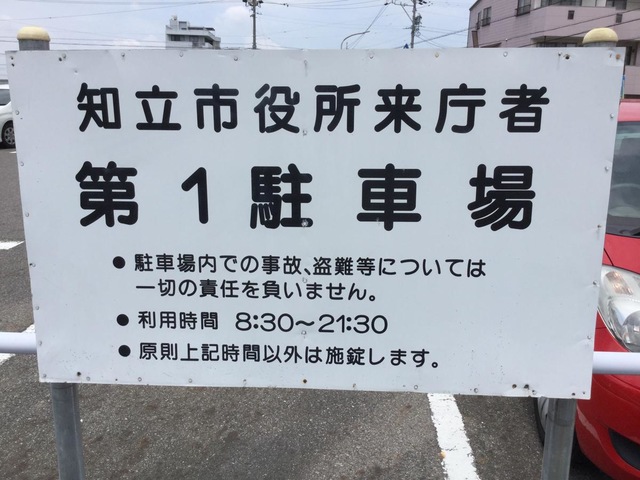 知立市役所来庁者
第1駐車場
●駐車場内での事故、盗難等については
一切の責任を負いません。
●利用時間 8:30～21:30
●原則上記時間以外は施錠します。